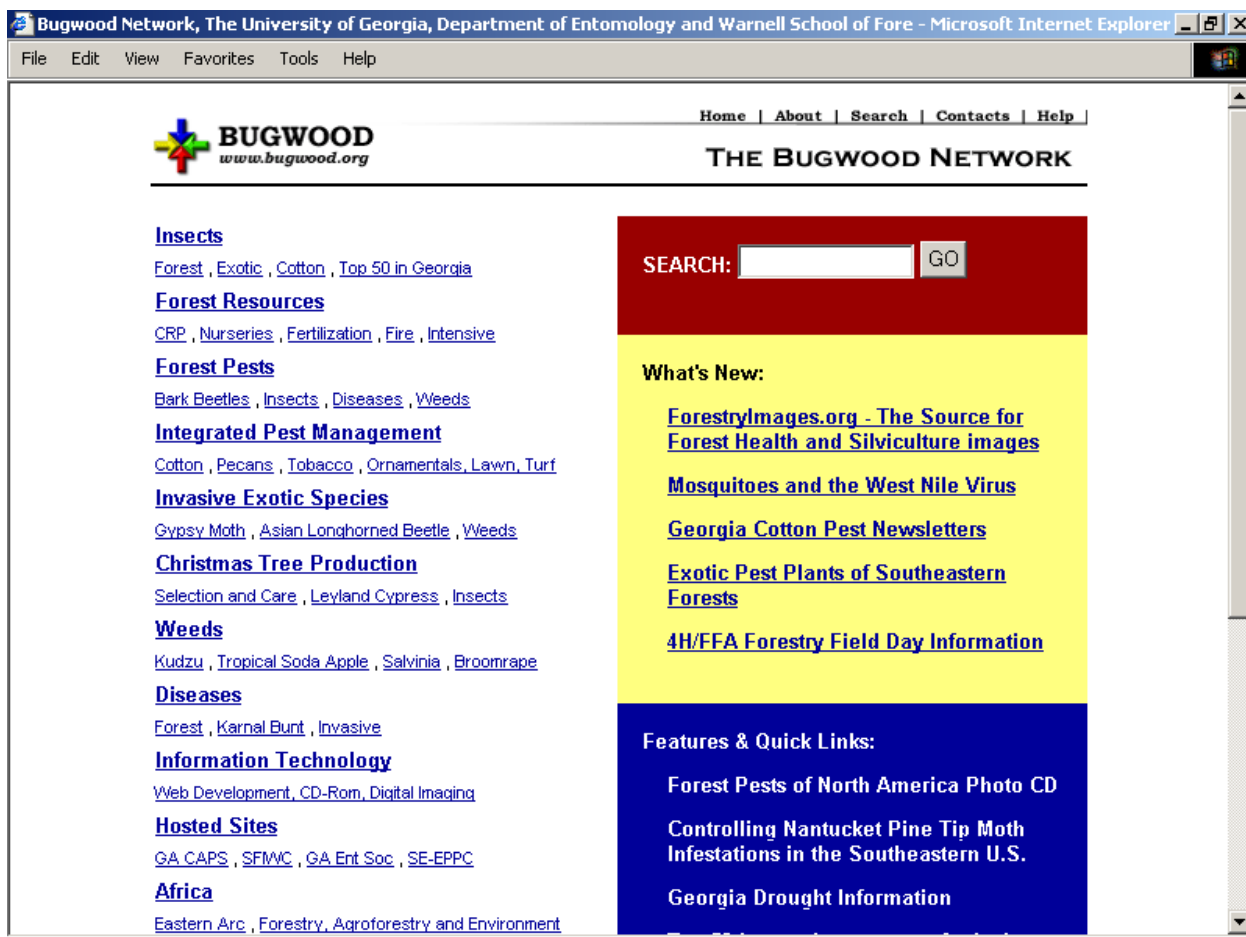 Bugwood Network, The University of Georgia, Department of Entomology and Warnell School of Fore - Microsoft Internet Explorer
File Edit View Favorites Tools Help
Home | About | Search | Contacts | Help |
BUGWOOD
www.bugwood.org
THE BUGWOOD NETWORK
Insects
Forest , Exotic , Cotton , Top 50 in Georgia
Forest Resources
CRP , Nurseries , Fertilization , Fire , Intensive
Forest Pests
Bark Beetles , Insects , Diseases , Weeds
Integrated Pest Management
Cotton , Pecans , Tobacco , Ornamentals, Lawn, Turf
Invasive Exotic Species
Gypsy Moth , Asian Longhorned Beetle , Weeds
Christmas Tree Production
Selection and Care , Leyland Cypress , Insects
Weeds
Kudzu , Tropical Soda Apple , Salvinia , Broomrape
Diseases
Forest , Karnal Bunt , Invasive
Information Technology
Web Development, CD-Rom, Digital Imaging
Hosted Sites
GA CAPS , SFIWC , GA Ent Soc , SE-EPPC
Africa
Eastern Arc , Forestry, Agroforestry and Environment
SEARCH: GO
What's New:
ForestryImages.org - The Source for
Forest Health and Silviculture images
Mosquitoes and the West Nile Virus
Georgia Cotton Pest Newsletters
Exotic Pest Plants of Southeastern
Forests
4H/FFA Forestry Field Day Information
Features & Quick Links:
Forest Pests of North America Photo CD
Controlling Nantucket Pine Tip Moth
Infestations in the Southeastern U.S.
Georgia Drought Information